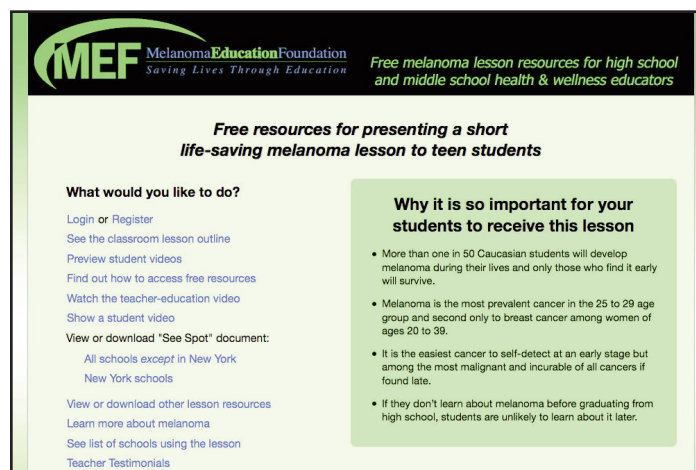 MEF MelanomaEducationFoundation
Saving Lives Through Education
Free melanoma lesson resources for high school
and middle school health & wellness educators
Free resources for presenting a short
life-saving melanoma lesson to teen students
What would you like to do?
Login or Register
See the classroom lesson outline
Preview student videos
Find out how to access free resources
Watch the teacher-education video
Show a student video
View or download "See Spot" document:
All schools except in New York
New York schools
View or download other lesson resources
Learn more about melanoma
See list of schools using the lesson
Teacher Testimonials
Why it is so important for your
students to receive this lesson
• More than one in 50 Caucasian students will develop
melanoma during their lives and only those who find it early
will survive.
• Melanoma is the most prevalent cancer in the 25 to 29 age
group and second only to breast cancer among women of
ages 20 to 39.
• It is the easiest cancer to self-detect at an early stage but
among the most malignant and incurable of all cancers if
found late.
• If they don't learn about melanoma before graduating from
high school, students are unlikely to learn about it later.